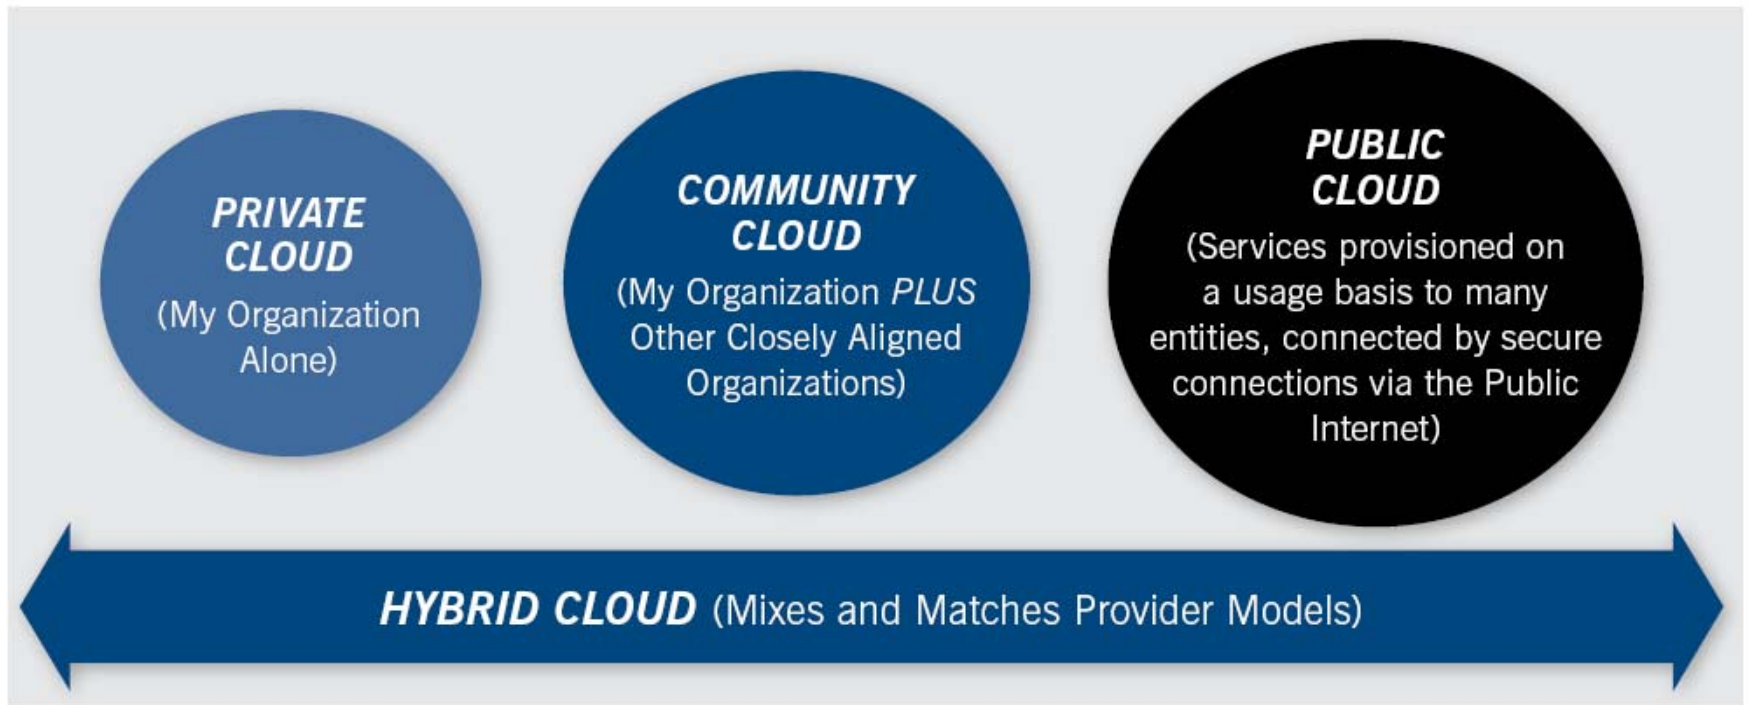 PRIVATE
CLOUD
(My Organization
Alone)
COMMUNITY
CLOUD
(My Organization PLUS
Other Closely Aligned
Organizations)
PUBLIC
CLOUD
(Services provisioned on
a usage basis to many
entities, connected by secure
connections via the Public
Internet)
HYBRID CLOUD (Mixes and Matches Provider Models)